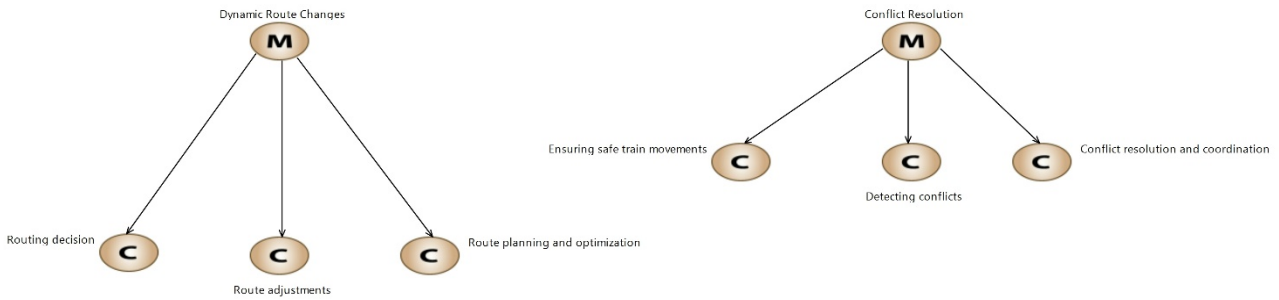 Dynamic Route Changes
M
Routing decision
C
C
Route adjustments
C
Route planning and optimization
Conflict Resolution
M
Ensuring safe train movements
C
C
Detecting conflicts
C
Conflict resolution and coordination